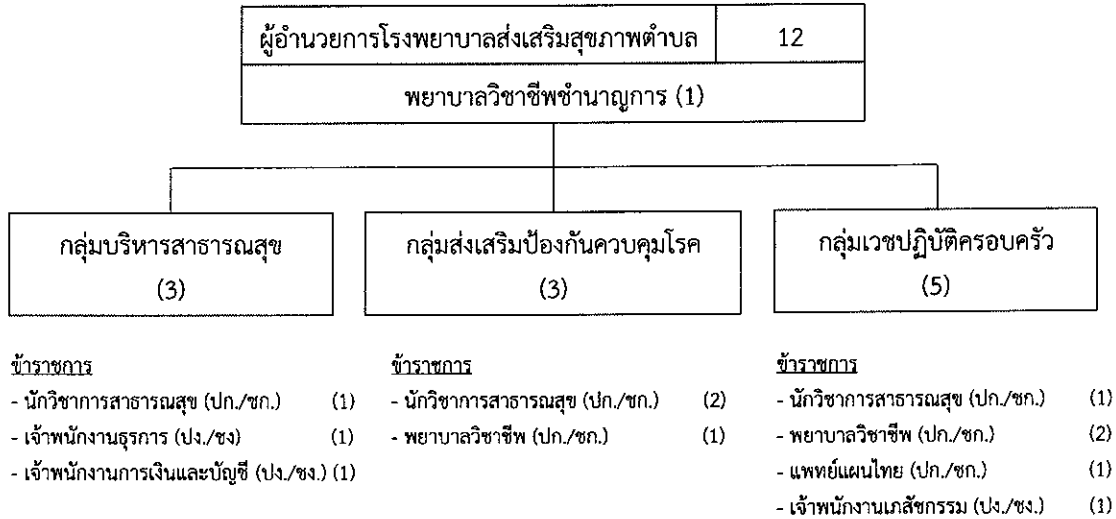 ผู้อำนวยการโรงพยาบาลส่งเสริมสุขภาพตำบล 12
พยาบาลวิชาชีพชำนาญการ (1)
กลุ่มบริหารสาธารณสุข
(3)
กลุ่มส่งเสริมป้องกันควบคุมโรค
(3)
กลุ่มเวชปฏิบัติครอบครัว
(5)
ข้าราชการ
- นักวิชาการสาธารณสุข (ปก./ชก.) (1)
- เจ้าพนักงานธุรการ (ปง./ชง) (1)
- เจ้าพนักงานการเงินและบัญชี (ปง./ชง.) (1)
ข้าราชการ
- นักวิชาการสาธารณสุข (ปก./ชก.) (2)
- พยาบาลวิชาชีพ (ปก./ชก.) (1)
ข้าราชการ
- นักวิชาการสาธารณสุข (ปก./ชก.) (1)
- พยาบาลวิชาชีพ (ปก./ชก.) (2)
- แพทย์แผนไทย (ปก./ชก.) (1)
- เจ้าพนักงานเภสัชกรรม (ปง./ชง.) (1)